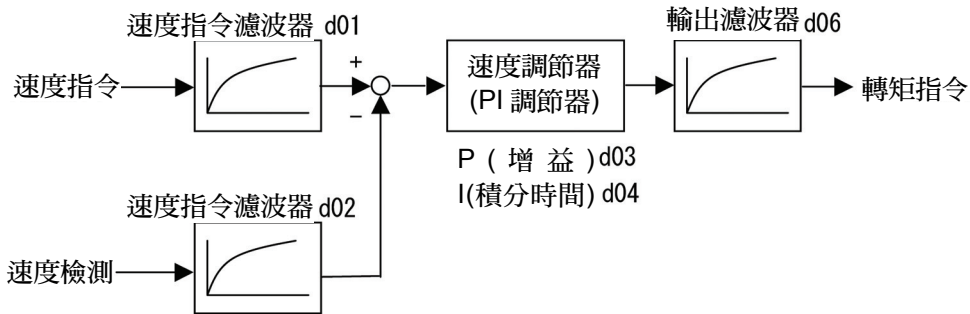 速度指令濾波器 d01
輸出濾波器 d06
速度指令
+
−
速度調節器
(PI 調節器)
轉矩指令
P ( 增 益 ) d03
I(積分時間) d04
速度指令濾波器 d02
速度檢測